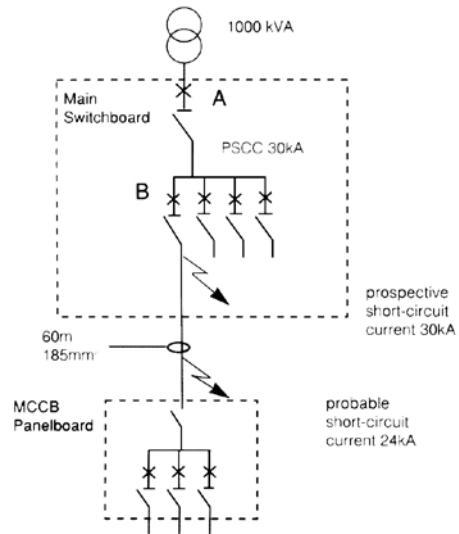 1000 kVA
A
Main
Switchboard
PSCC 30kA
B
prospective
short-circuit
current 30kA
60m
185mm
MCCB
Panelboard
probable
short-circuit
current 24kA